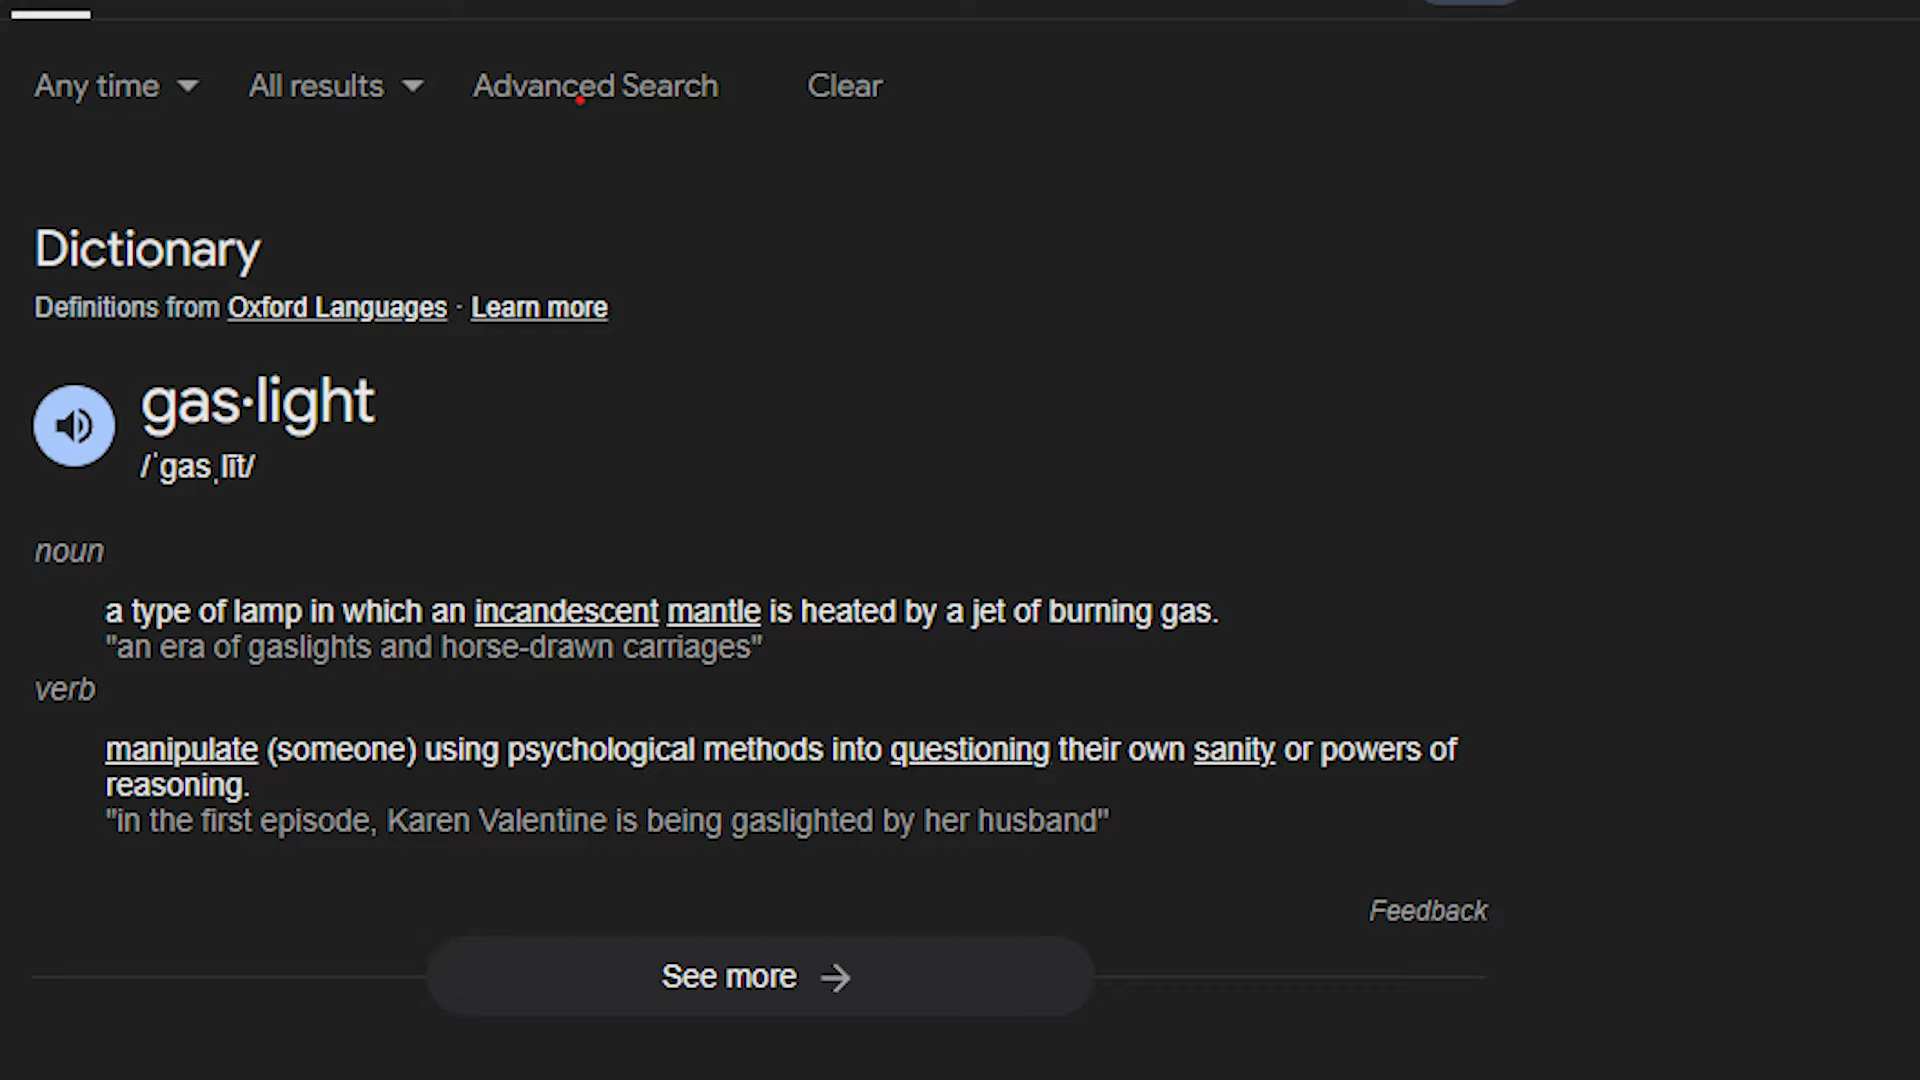 Any time All results Advanced Search Clear
Dictionary
Definitions from Oxford Languages · Learn more
gas·light
/ˈgasˌlīt/
noun
a type of lamp in which an incandescent mantle is heated by a jet of burning gas.
"an era of gaslights and horse-drawn carriages"
verb
manipulate (someone) using psychological methods into questioning their own sanity or powers of
reasoning.
"in the first episode, Karen Valentine is being gaslighted by her husband"
Feedback
See more →